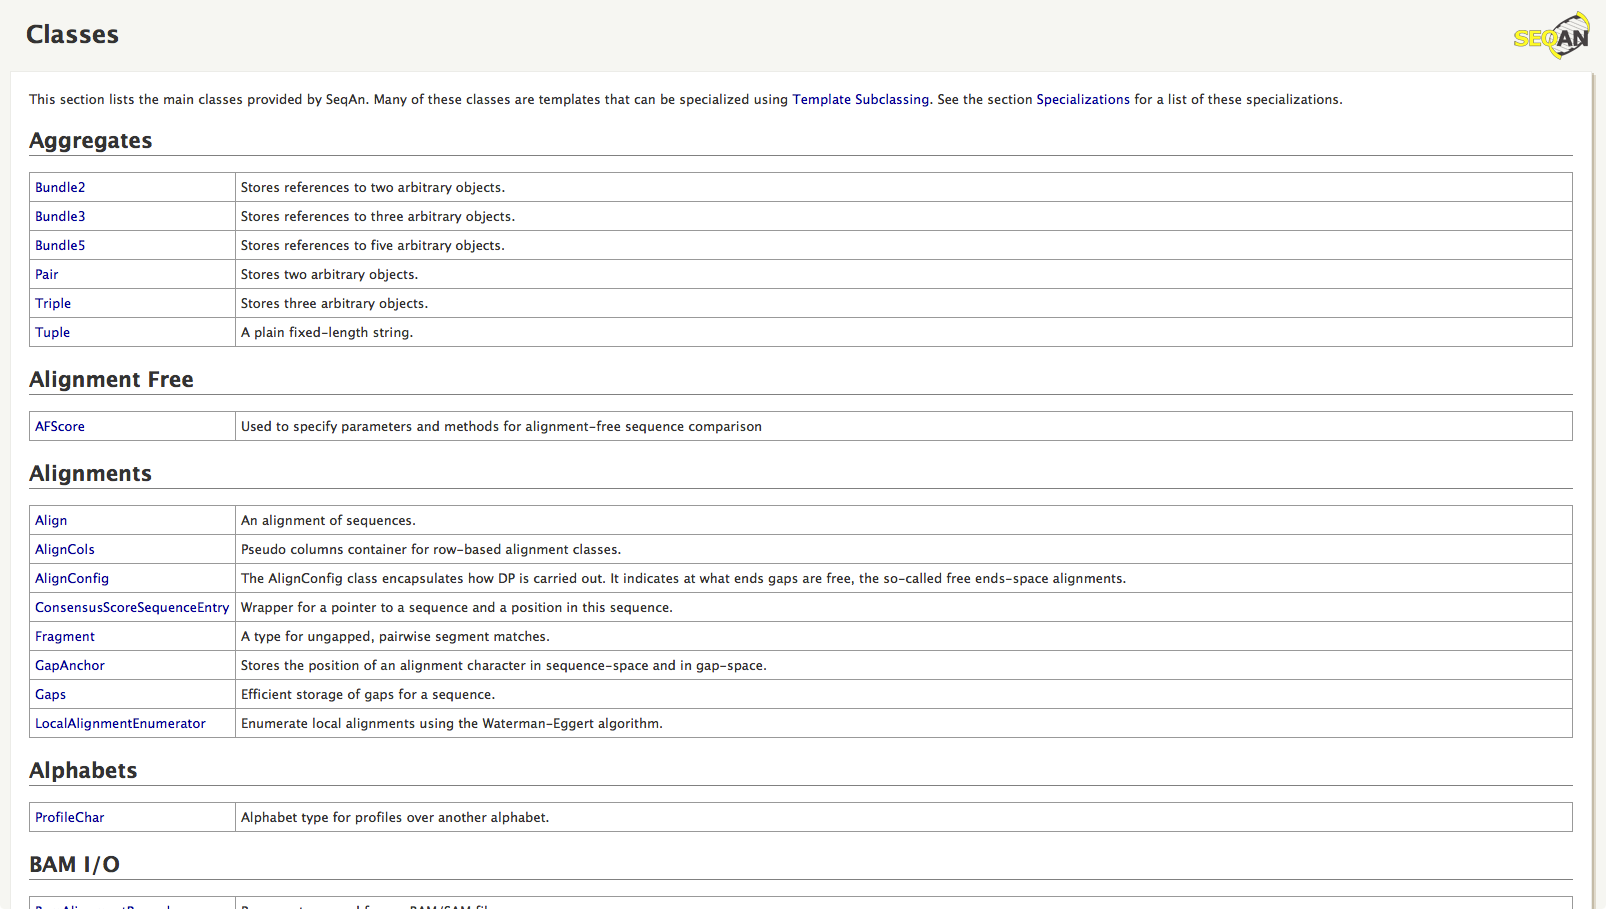 Classes
SEQAN
This section lists the main classes provided by SeqAn. Many of these classes are templates that can be specialized using Template Subclassing. See the section Specializations for a list of these specializations.
Aggregates
Bundle2 Stores references to two arbitrary objects.
Bundle3 Stores references to three arbitrary objects.
Bundle5 Stores references to five arbitrary objects.
Pair Stores two arbitrary objects.
Triple Stores three arbitrary objects.
Tuple A plain fixed-length string.
Alignment Free
AFScore Used to specify parameters and methods for alignment-free sequence comparison
Alignments
Align An alignment of sequences.
AlignCols Pseudo columns container for row-based alignment classes.
AlignConfig The AlignConfig class encapsulates how DP is carried out. It indicates at what ends gaps are free, the so-called free ends-space alignments.
ConsensusScoreSequenceEntry Wrapper for a pointer to a sequence and a position in this sequence.
Fragment A type for ungapped, pairwise segment matches.
GapAnchor Stores the position of an alignment character in sequence-space and in gap-space.
Gaps Efficient storage of gaps for a sequence.
LocalAlignmentEnumerator Enumerate local alignments using the Waterman-Eggert algorithm.
Alphabets
ProfileChar Alphabet type for profiles over another alphabet.
BAM I/O